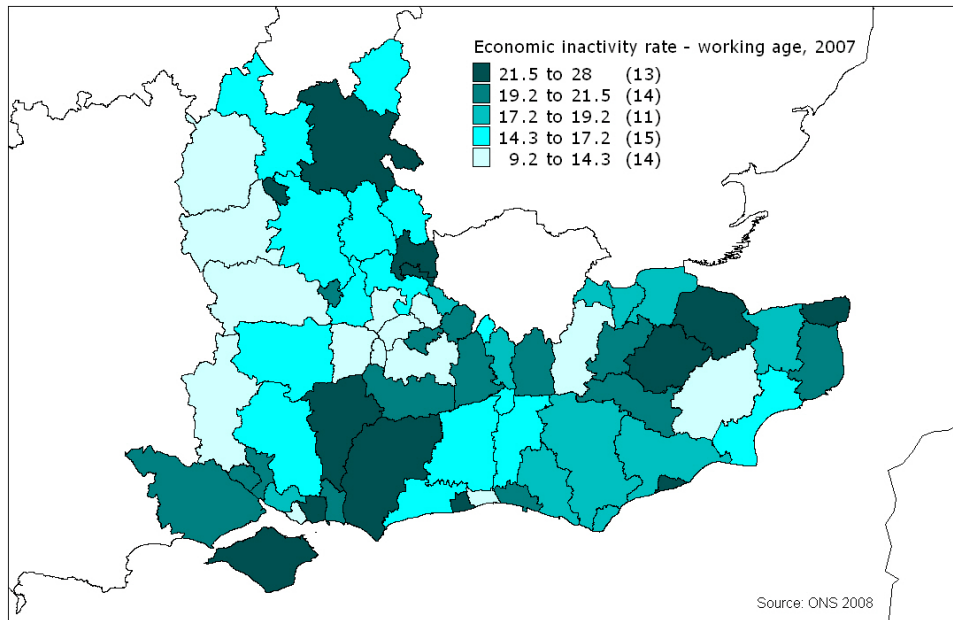 Economic inactivity rate - working age, 2007
21.5 to 28 (13)
19.2 to 21.5 (14)
17.2 to 19.2 (11)
14.3 to 17.2 (15)
9.2 to 14.3 (14)
Source: ONS 2008